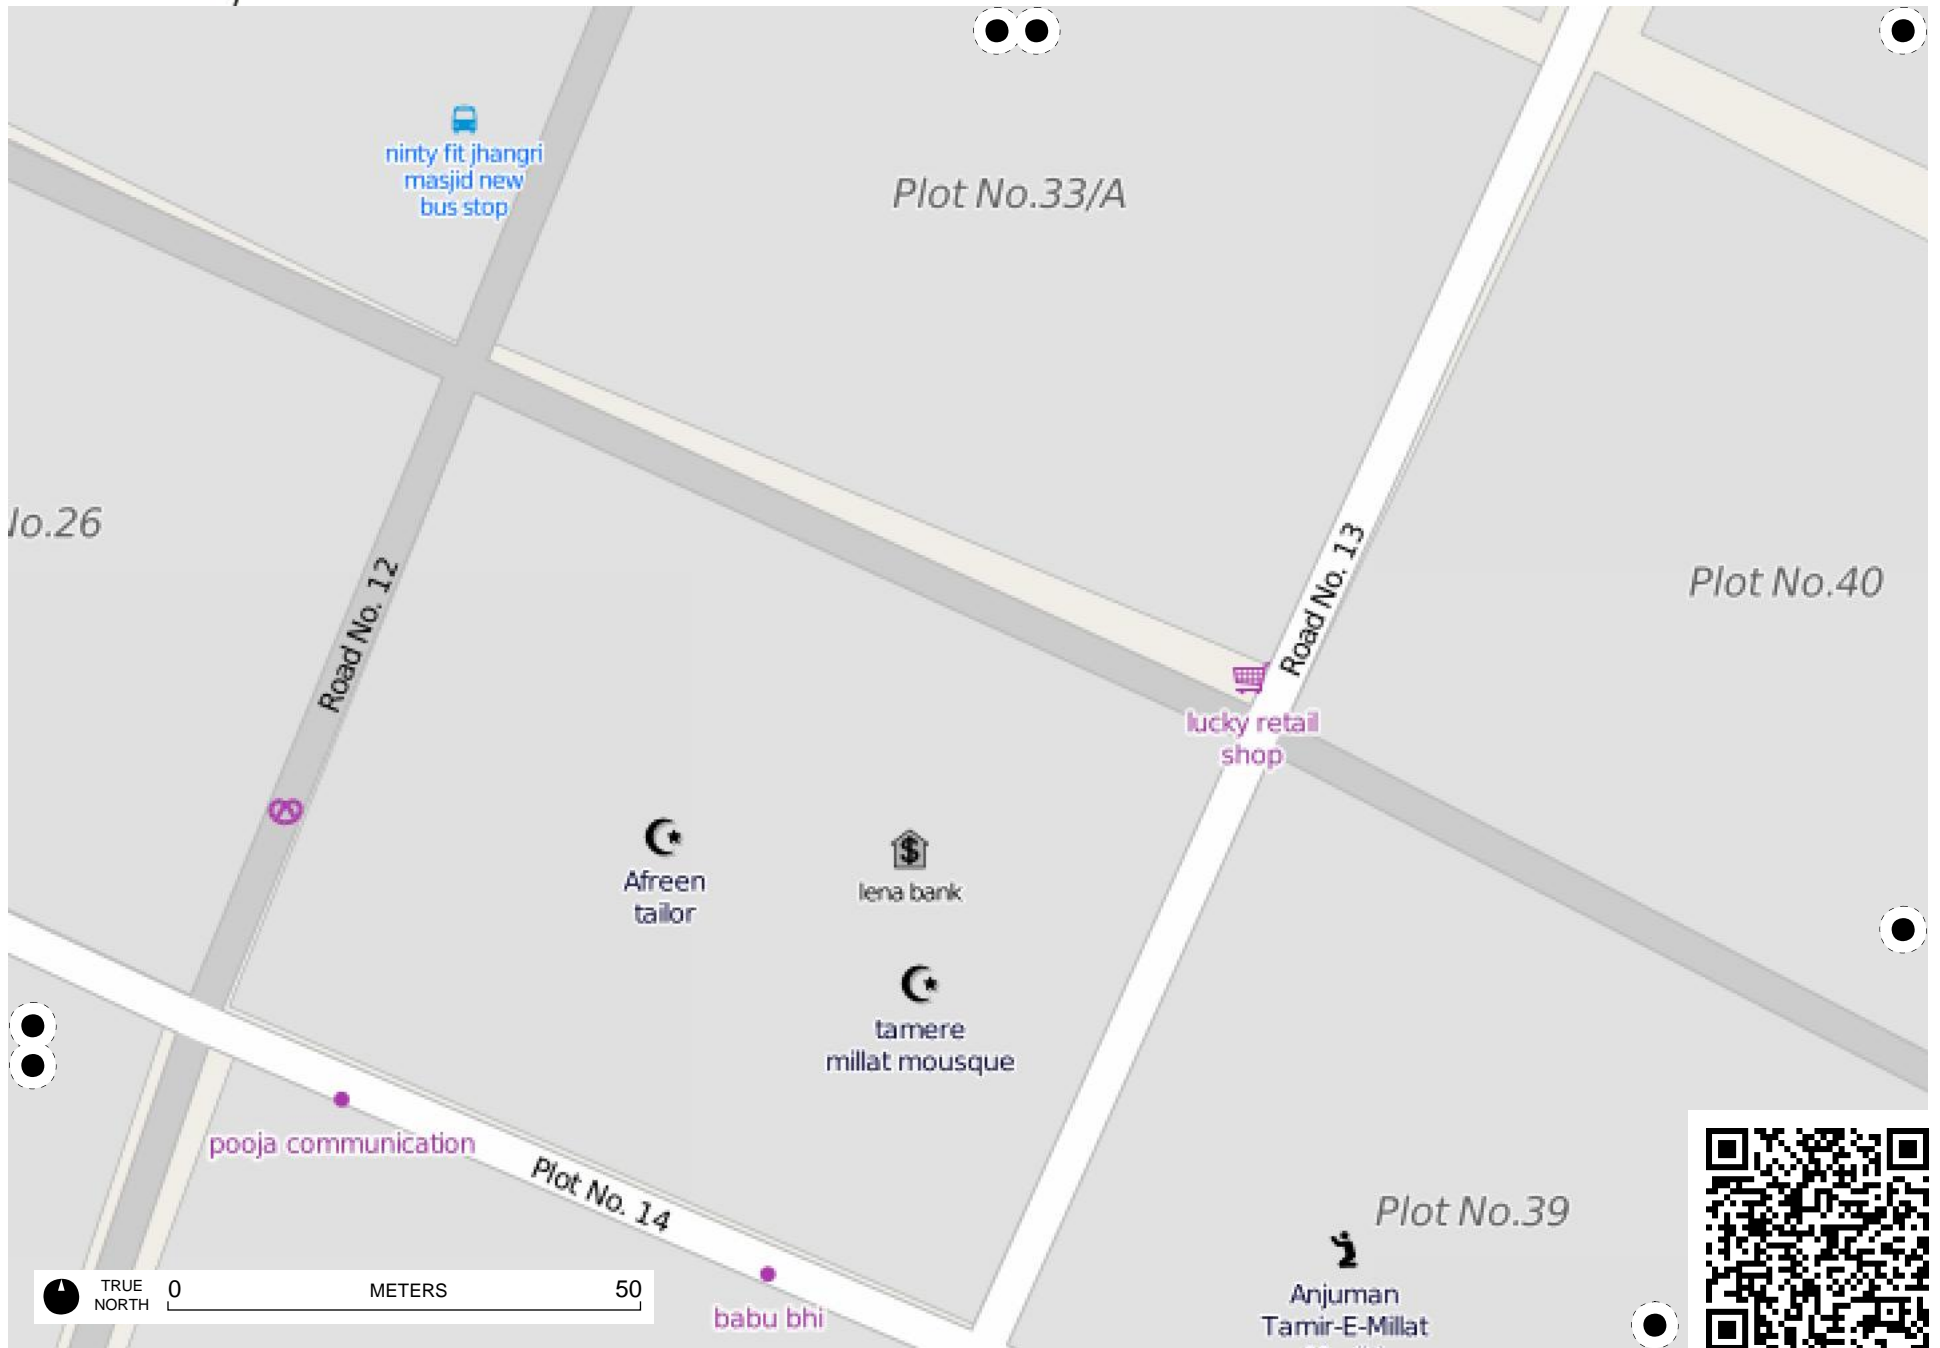 ninty fit jhangri
masjid new
bus stop
Plot No.33/A
No.26
Road No. 12
Road No. 13
Plot No.40
lucky retail
shop
Afreen
tailor
lena bank
tamere
millat mousque
pooja communication
Plot No. 14
Plot No.39
babu bhi
Anjuman
Tamir-E-Millat
TRUE
NORTH
0 METERS 50